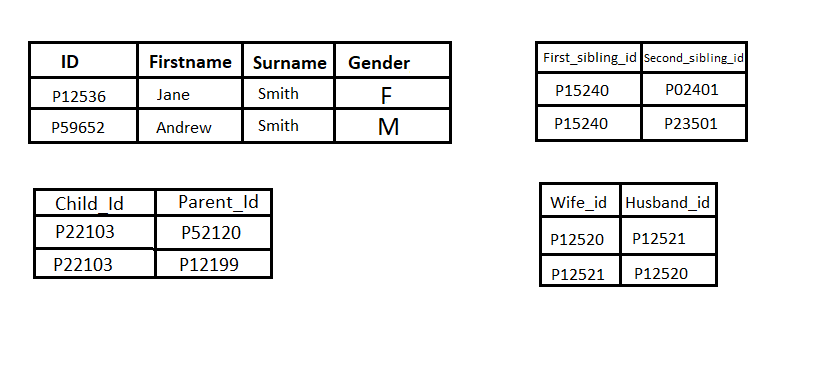 ID Firstname Surname Gender
P12536 Jane Smith F
P59652 Andrew Smith M
First_sibling_id Second_sibling_id
P15240 P02401
P15240 P23501
Child_Id Parent_Id
P22103 P52120
P22103 P12199
Wife_id Husband_id
P12520 P12521
P12521 P12520